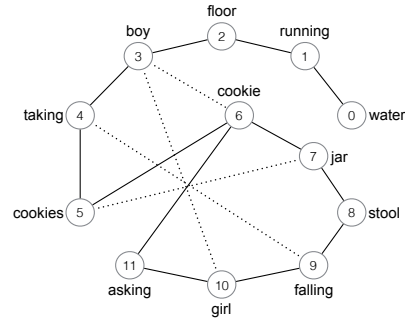 floor
2
boy
3
running
1
cookie
6
taking
4
0 water
7 jar
cookies 5
8 stool
11
asking
10
girl
9
falling